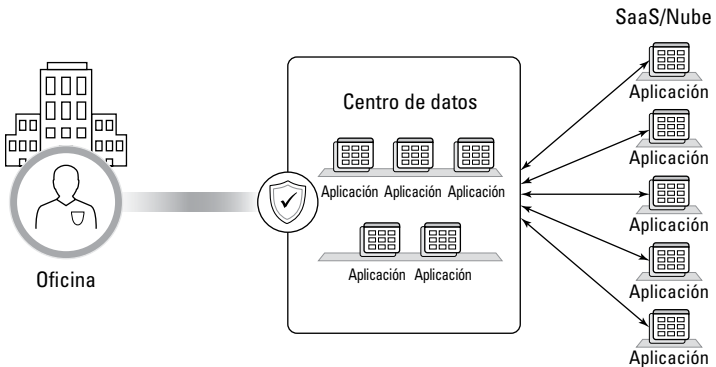 SaaS/Nube
Aplicación
Centro de datos
Aplicación
Aplicación Aplicación Aplicación
Aplicación
Oficina
Aplicación Aplicación
Aplicación
Aplicación